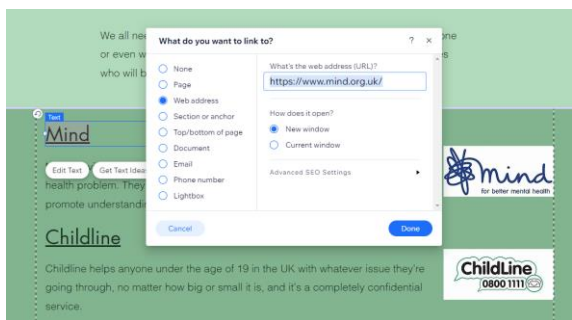 We all nee
one
or even w
s
who will b
What do you want to link to?
? ×
None
Page
Web address
Section or anchor
Top/bottom of page
Document
Email
Phone number
Lightbox
What's the web address (URL)?
https://www.mind.org.uk/
How does it open?
New window
Current window
Advanced SEO Settings
Cancel
Done
Text
Mind
Edit Text
Get Text Ideas
health problem. They
promote understandin
mind
for better mental health
Childline
Childline helps anyone under the age of 19 in the UK with whatever issue they're
going through, no matter how big or small it is, and it's a completely confidential
service.
ChildLine
0800 1111